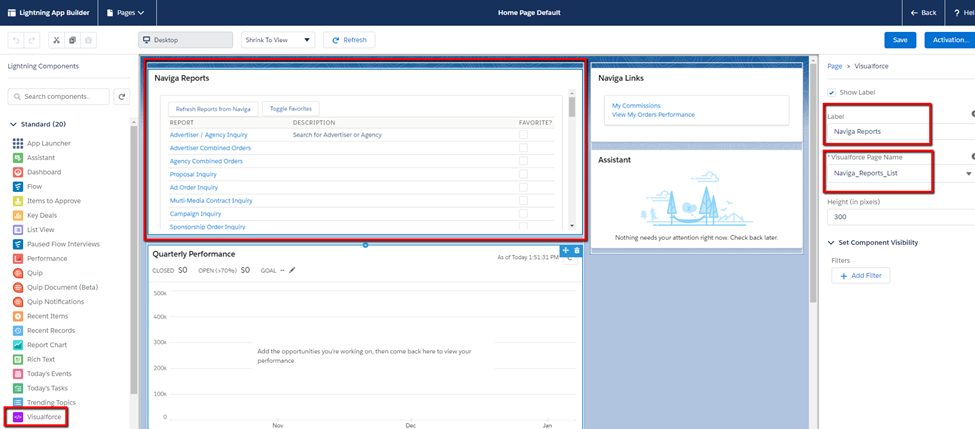 Lightning App Builder
Pages
Home Page Default
Back
? Hel
Desktop
Shrink To View
Refresh
Save
Activation...
Lightning Components
Search components...
Standard (20)
App Launcher
Assistant
Dashboard
Flow
Items to Approve
Key Deals
List View
Paused Flow Interviews
Performance
Quip
Quip Document (Beta)
Quip Notifications
Recent Items
Recent Records
Report Chart
Rich Text
Today's Events
Today's Tasks
Trending Topics
Visualforce
Naviga Reports
Refresh Reports from Naviga
Toggle Favorites
REPORT DESCRIPTION FAVORITE?
Advertiser / Agency Inquiry Search for Advertiser or Agency
Advertiser Combined Orders
Agency Combined Orders
Proposal Inquiry
Ad Order Inquiry
Multi-Media Contract Inquiry
Campaign Inquiry
Sponsorship Order Inquiry
Quarterly Performance
As of Today 1:51:31 PM
CLOSED $0 OPEN (>70%) $0 GOAL --
500k
400k
300k
200k
100k
0
Add the opportunities you're working on, then come back here to view your
performance.
Nov Dec Jan
Naviga Links
My Commissions
View My Orders Performance
Assistant
Nothing needs your attention right now. Check back later.
Page > Visualforce
Show Label
Label
Naviga Reports
* Visualforce Page Name
Naviga_Reports_List
Height (in pixels)
300
Set Component Visibility
Filters
+ Add Filter